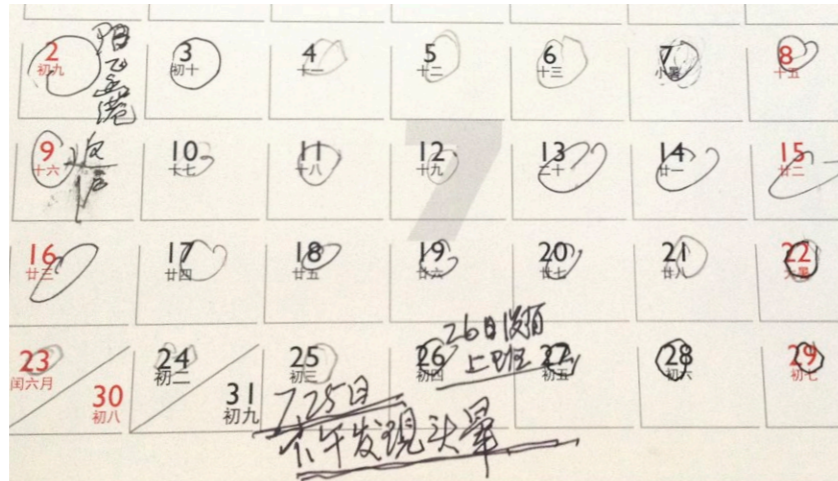 2 3 4 5 6 7 8
初九 初十 十一 十二 十三 小暑 十五
7
9 10 11 12 13 14 15
十六 十七 十八 十九 二十 廿一 廿二
16 17 18 19 20 21 22
廿三 廿四 廿五 廿六 廿七 廿八 大暑
26日没有
上班
23 24 25 26 27 28 29
闰六月 初二 初三 初四 初五 初六 初七
30 31
初八 初九
7.25日
下午发现头晕